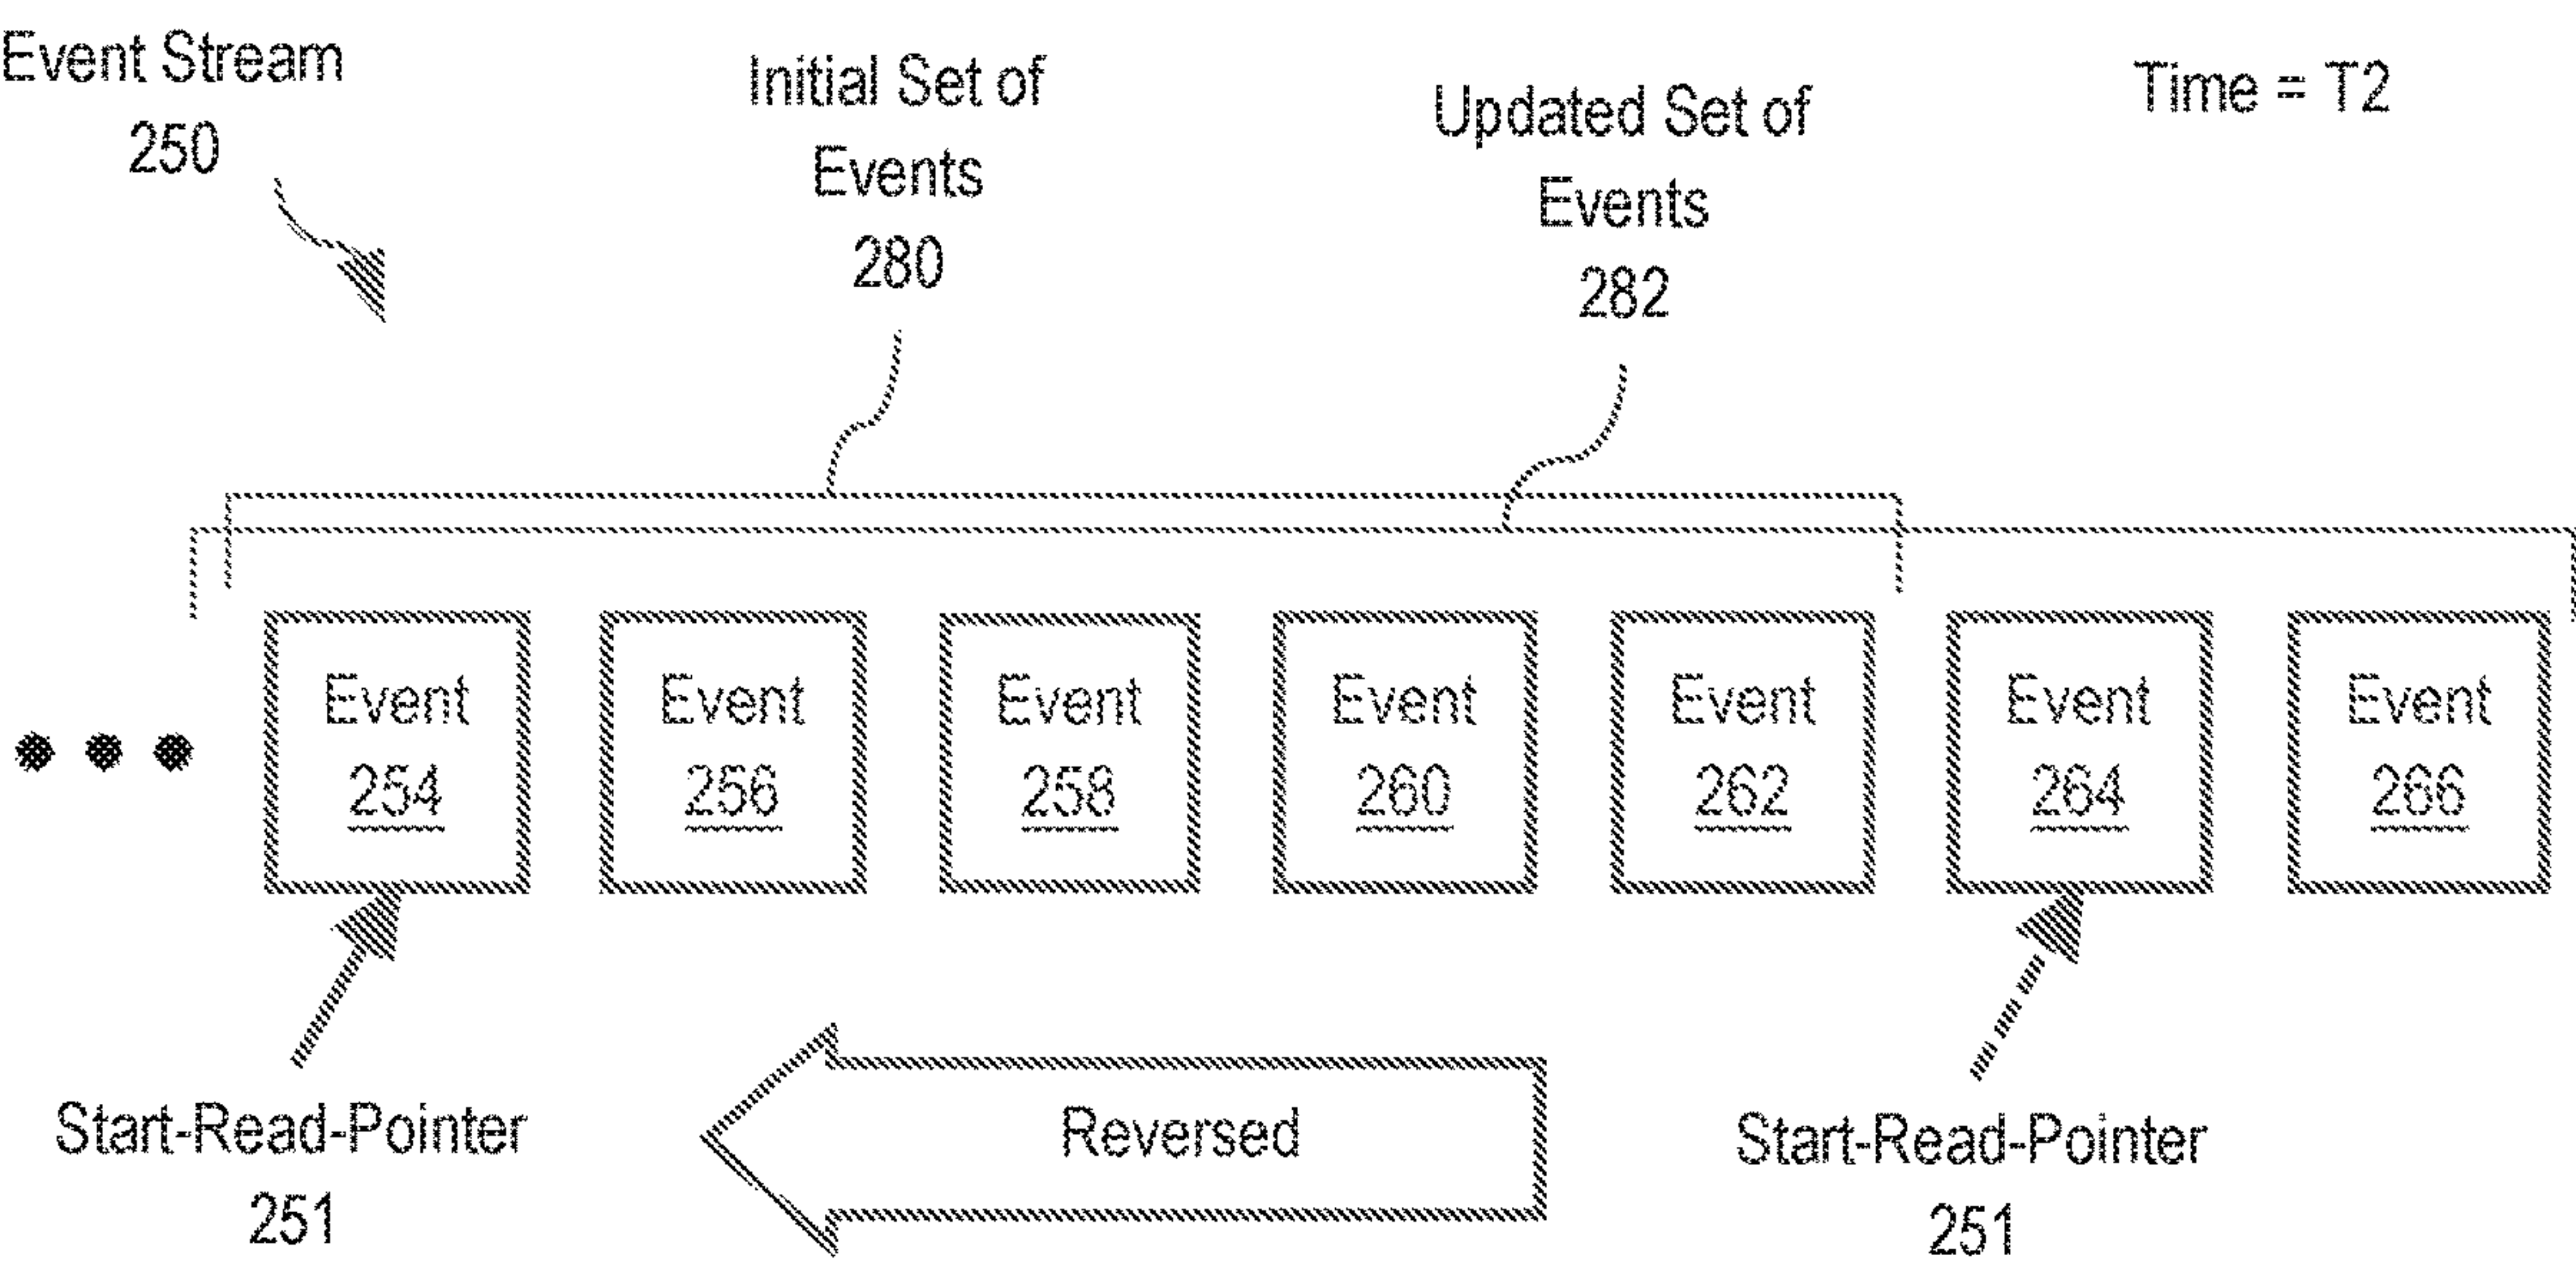 Event Stream
250
Initial Set of
Events
280
Updated Set of
Events
282
Time = T2
Event
254
Event
256
Event
258
Event
260
Event
262
Event
264
Event
266
Start-Read-Pointer
251
Reversed
Start-Read-Pointer
251